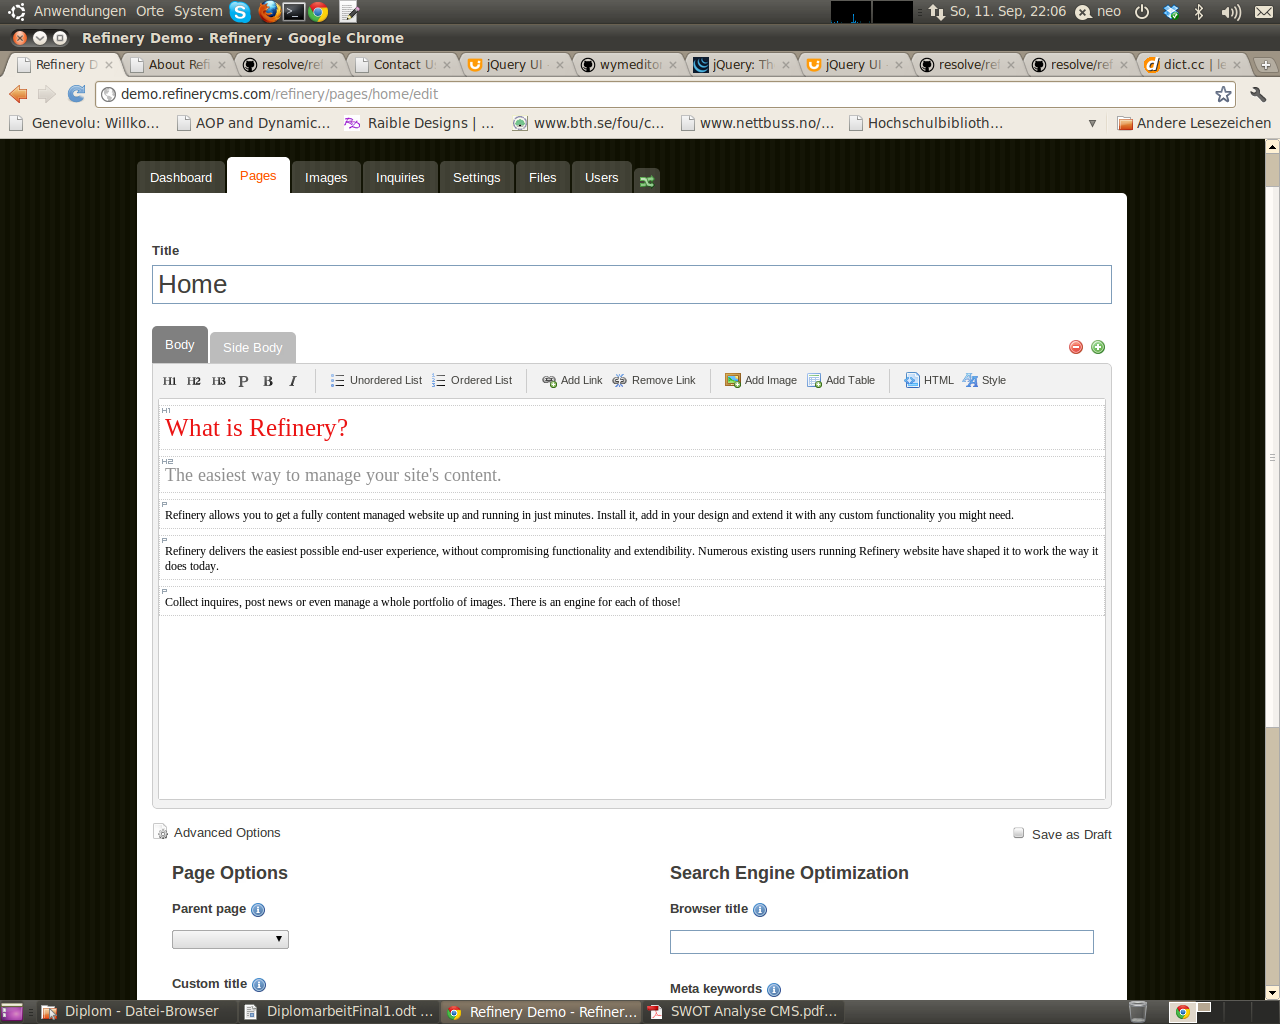 Anwendungen Orte System So, 11. Sep, 22:06 neo
Refinery Demo - Refinery - Google Chrome
Refinery D About Refi resolve/ref Contact U jQuery UI wymeditor jQuery: Th jQuery UI resolve/ref resolve/ref dict.cc | le
demo.refinerycms.com/refinery/pages/home/edit
Genevolu: Willko... AOP and Dynamic... Raible Designs | ... www.bth.se/fou/c... www.nettbuss.no/... Hochschulbiblioth... Andere Lesezeichen
Dashboard Pages Images Inquiries Settings Files Users
Title
Home
Body Side Body
H1 H2 H3 P B I Unordered List Ordered List Add Link Remove Link Add Image Add Table HTML Style
H1
What is Refinery?
H2
The easiest way to manage your site's content.
P
Refinery allows you to get a fully content managed website up and running in just minutes. Install it, add in your design and extend it with any custom functionality you might need.
P
Refinery delivers the easiest possible end-user experience, without compromising functionality and extendibility. Numerous existing users running Refinery website have shaped it to work the way it
does today.
P
Collect inquires, post news or even manage a whole portfolio of images. There is an engine for each of those!
Advanced Options Save as Draft
Page Options Search Engine Optimization
Parent page Browser title
Custom title Meta keywords
Diplom - Datei-Browser DiplomarbeitFinal1.odt ... Refinery Demo - Refiner... SWOT Analyse CMS.pdf...